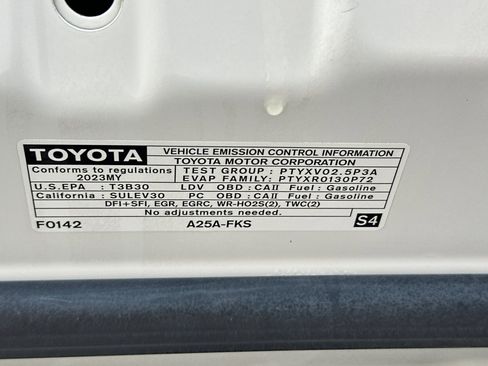 TOYOTA VEHICLE EMISSION CONTROL INFORMATION
TOYOTA MOTOR CORPORATION
Conforms to regulations TEST GROUP : PTYXV02.5P3A
2023MY EVAP FAMILY: PTYXR0130P72
U.S.EPA : T3B30 LDV OBD : CAII Fuel : Gasoline
California : SULEV30 PC OBD : CAII Fuel : Gasoline
DFI+SFI, EGR, EGRC, WR-HO2S(2), TWC(2)
No adjustments needed
F0142 A25A-FKS S4